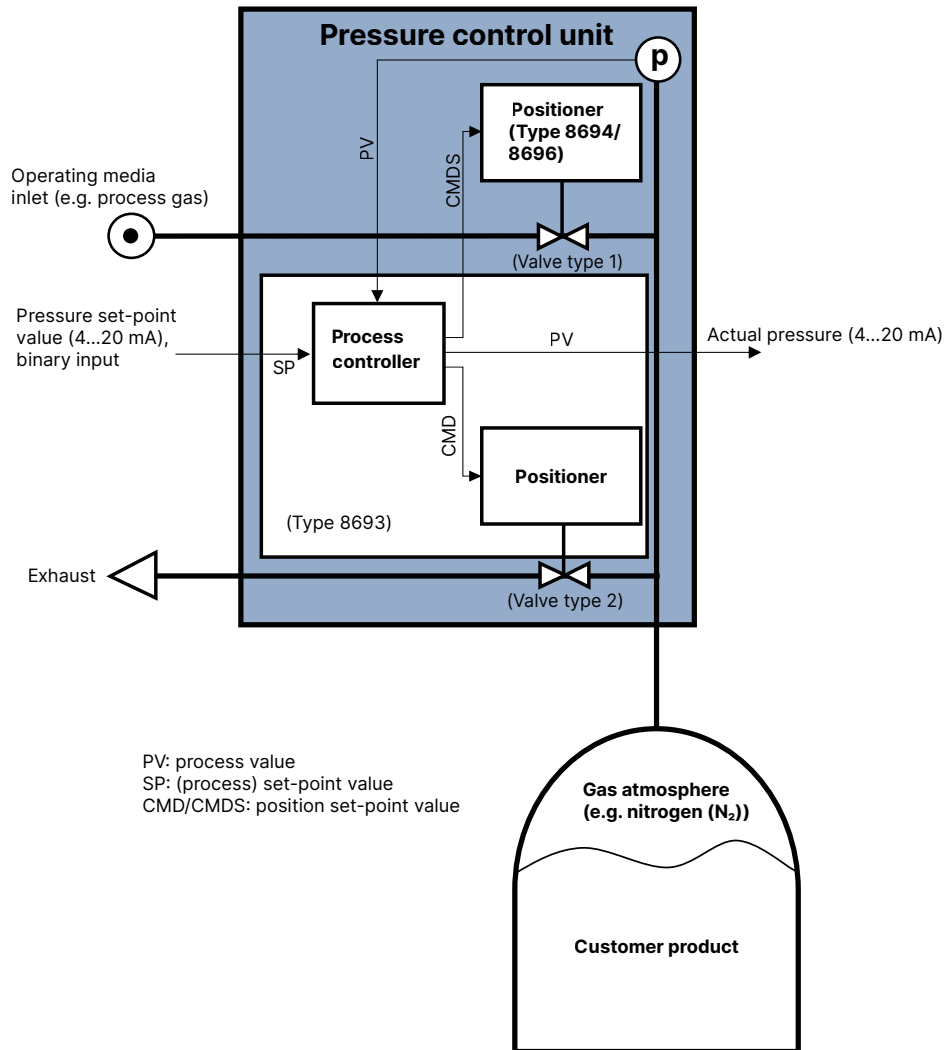 Pressure control unit
p
Positioner
(Type 8694/
8696)
PV
CMDS
Operating media
inlet (e.g. process gas)
(Valve type 1)
Pressure set-point
value (4...20 mA),
binary input
SP
Process
controller
PV
Actual pressure (4...20 mA)
CMD
Positioner
(Type 8693)
Exhaust
(Valve type 2)
PV: process value
SP: (process) set-point value
CMD/CMDS: position set-point value
Gas atmosphere
(e.g. nitrogen (N₂))
Customer product